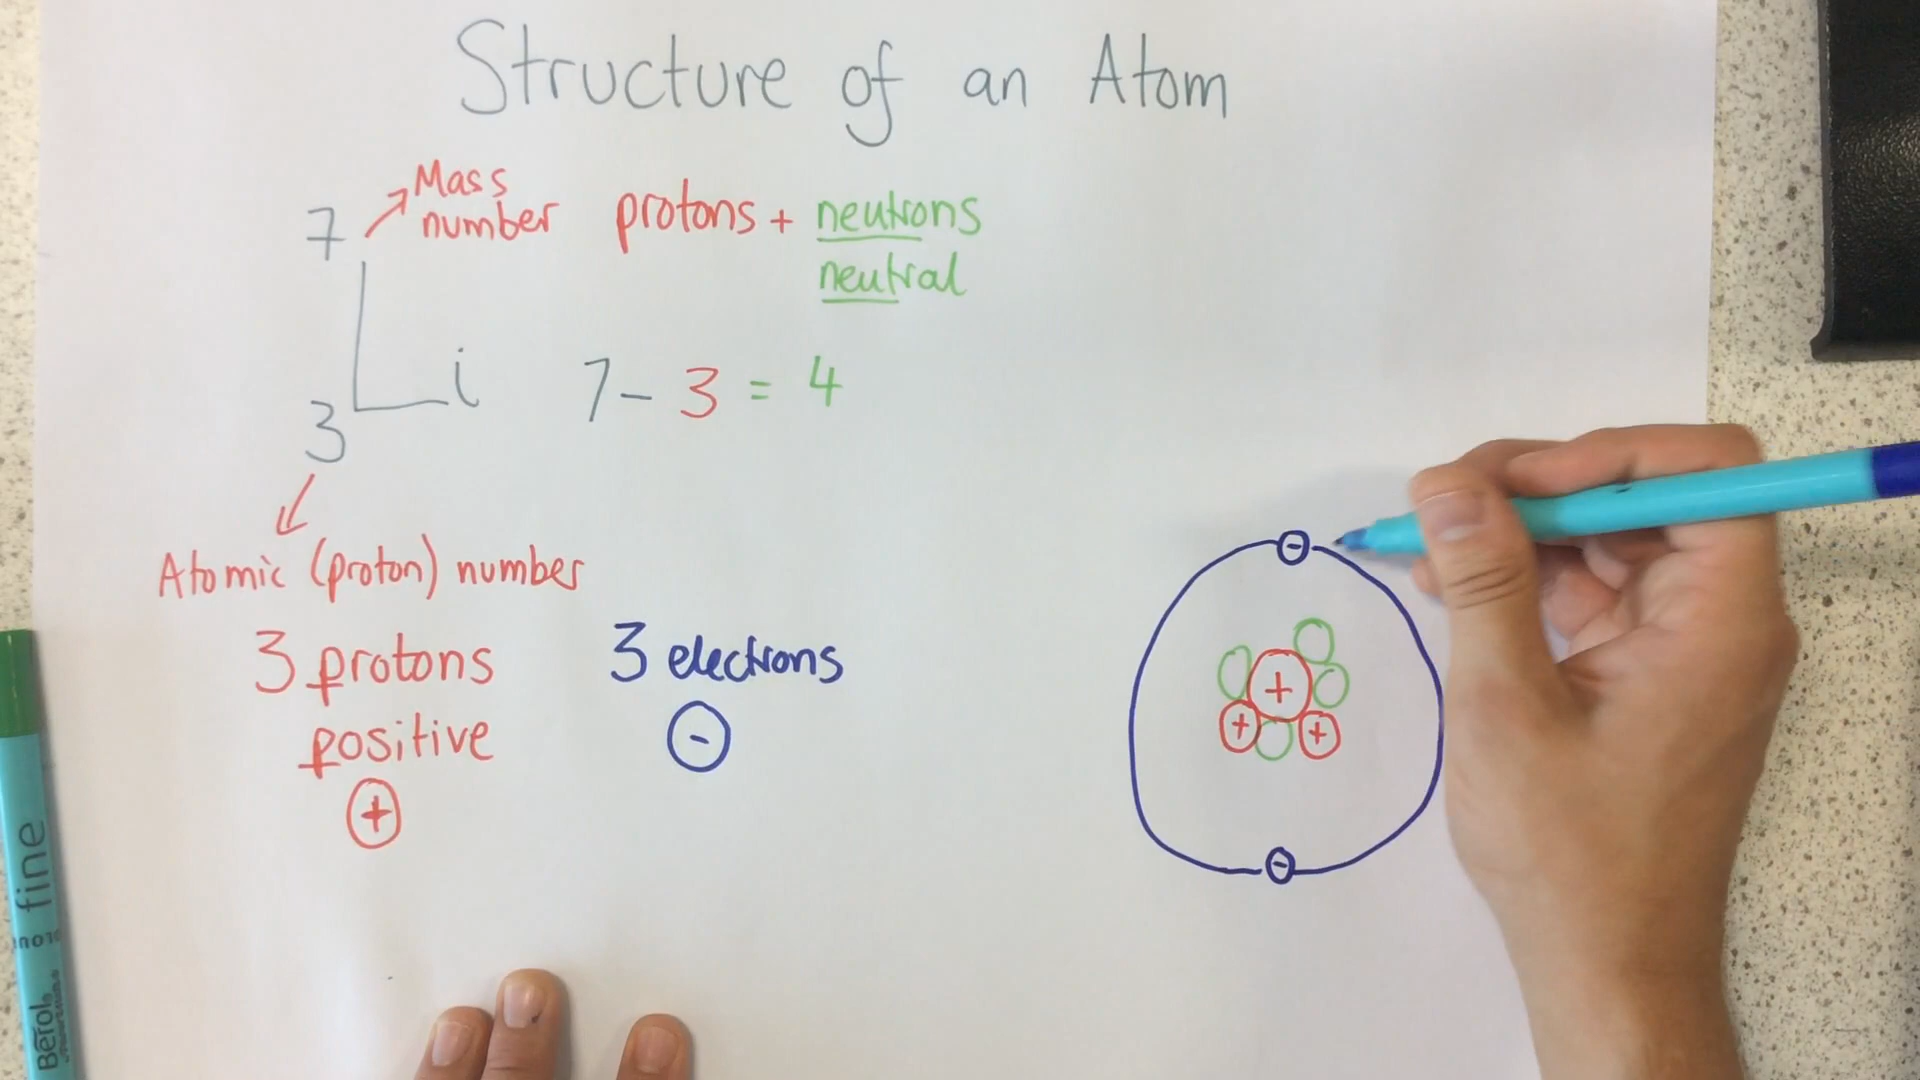 Structure of an Atom
Mass
7 number protons + neutrons
neutral
Li 7 - 3 = 4
3
Atomic (proton) number
3 protons 3 electrons
positive -
+
-
+
+ +
-
fine
Berol